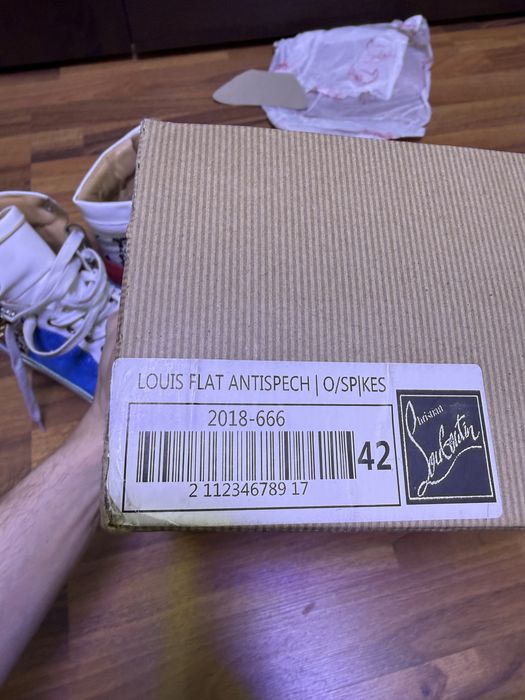 LOUIS FLAT ANTISPECH | O/SP|KES
2018-666
42
2 112346789 17
Christian
Louboutin